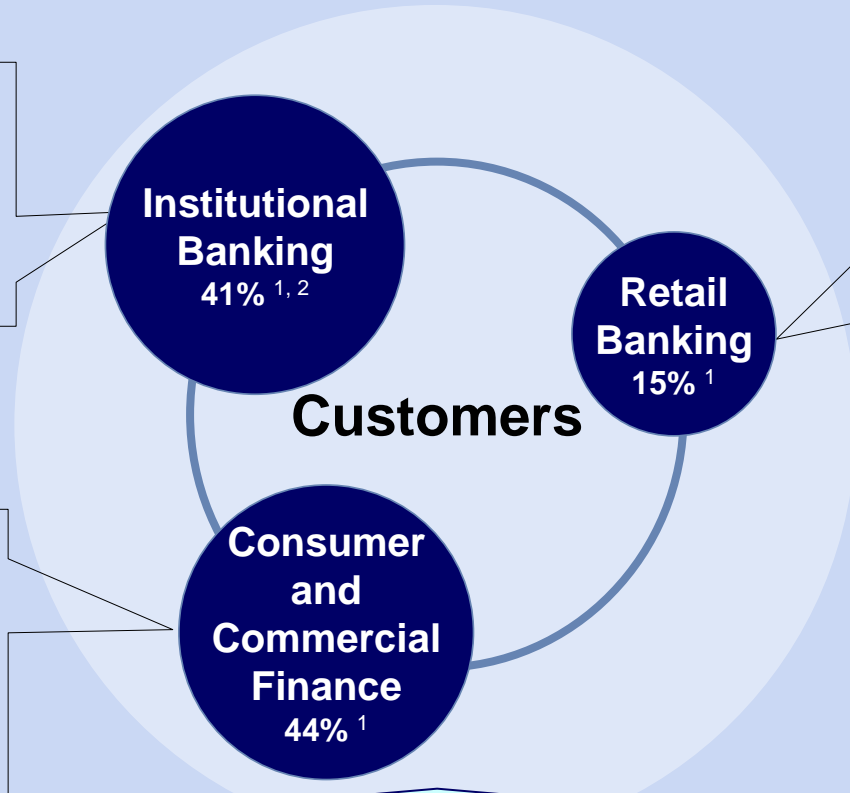 Institutional
Banking
41% 1, 2
Retail
Banking
15% 1
Customers
Consumer
and
Commercial
Finance
44% 1